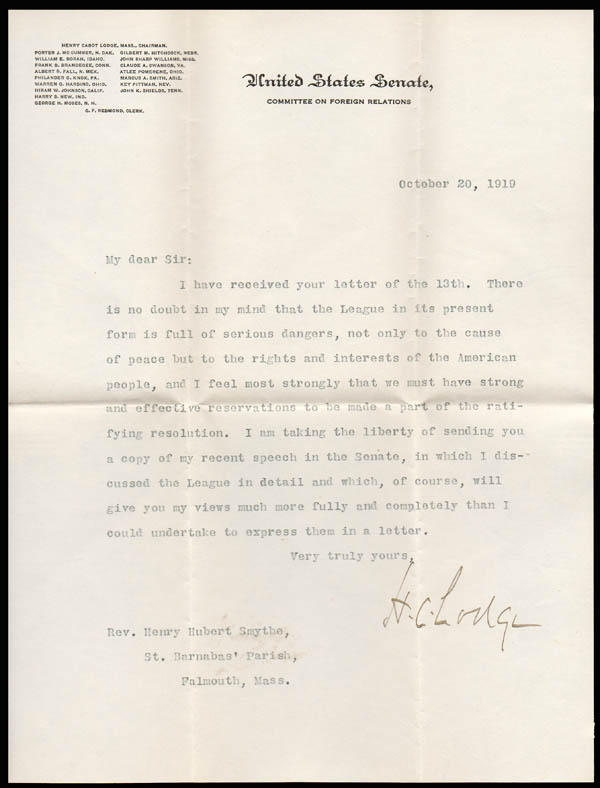 HENRY CABOT LODGE, MASS., CHAIRMAN.
PORTER J. MC CUMBER, N. DAK. GILBERT M. HITCHCOCK, NEBR.
WILLIAM E. BORAH, IDAHO. JOHN SHARP WILLIAMS, MISS.
FRANK B. BRANDEGEE, CONN. CLAUDE A. SWANSON, VA.
ALBERT B. FALL, N. MEX. ATLEE POMERENE, OHIO.
PHILANDER C. KNOX, PA. MARCUS A. SMITH, ARIZ.
WARREN G. HARDING, OHIO. KEY PITTMAN, NEV.
HIRAM W. JOHNSON, CALIF. JOHN K. SHIELDS, TENN.
HARRY S. NEW, IND.
GEORGE H. MOSES, N. H.
C. F. REDMOND, CLERK.
United States Senate,
COMMITTEE ON FOREIGN RELATIONS
October 20, 1919
My dear Sir:
I have received your letter of the 13th. There
is no doubt in my mind that the League in its present
form is full of serious dangers, not only to the cause
of peace but to the rights and interests of the American
people, and I feel most strongly that we must have strong
and effective reservations to be made a part of the rati-
fying resolution. I am taking the liberty of sending you
a copy of my recent speech in the Senate, in which I dis-
cussed the League in detail and which, of course, will
give you my views much more fully and completely than I
could undertake to express them in a letter.
Very truly yours,
H. C. Lodge
Rev. Henry Hubert Smythe,
St. Barnabas' Parish,
Falmouth, Mass.